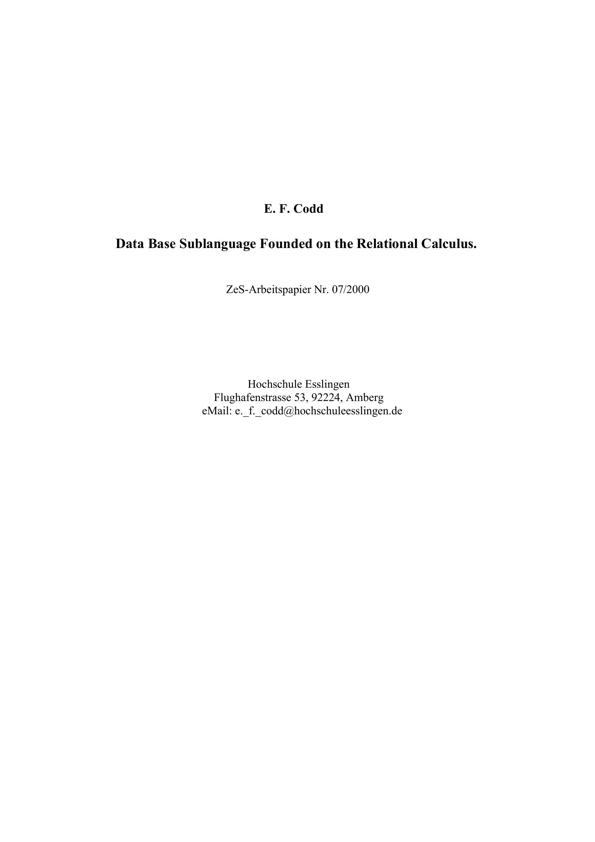 E. F. Codd
Data Base Sublanguage Founded on the Relational Calculus.
ZeS-Arbeitspapier Nr. 07/2000
Hochschule Esslingen
Flughafenstrasse 53, 92224, Amberg
eMail: e._f._codd@hochschuleesslingen.de